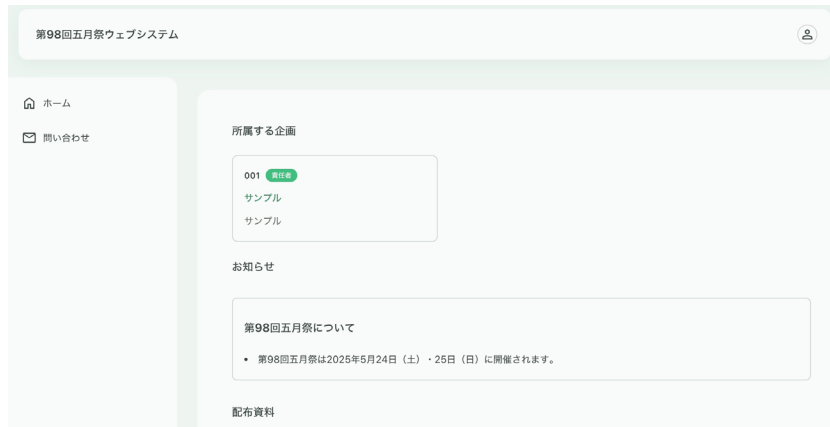 第98回五月祭ウェブシステム
ホーム
問い合わせ
所属する企画
001 責任者
サンプル
サンプル
お知らせ
第98回五月祭について
• 第98回五月祭は2025年5月24日（土）・25日（日）に開催されます。
配布資料